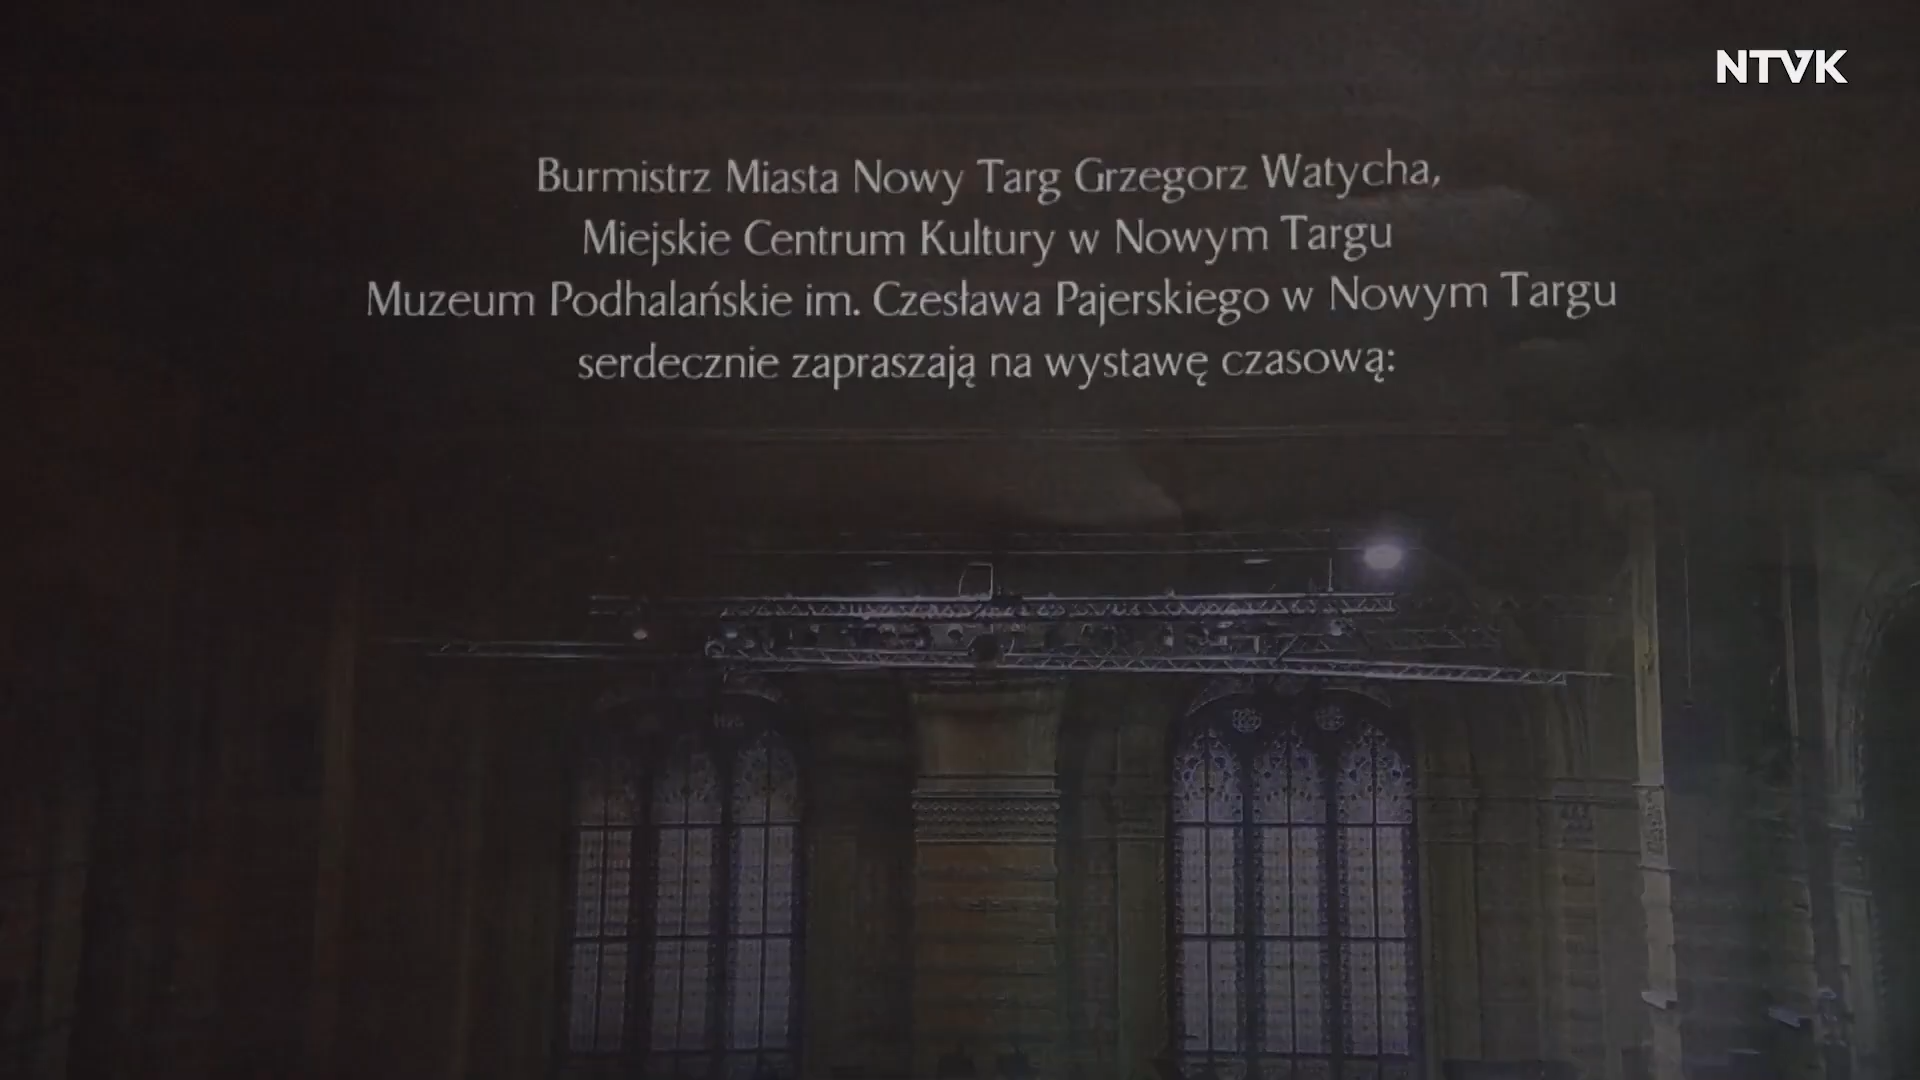 NTVK
Burmistrz Miasta Nowy Targ Grzegorz Watycha,
Miejskie Centrum Kultury w Nowym Targu
Muzeum Podhalańskie im. Czesława Pajerskiego w Nowym Targu
serdecznie zapraszają na wystawę czasową: